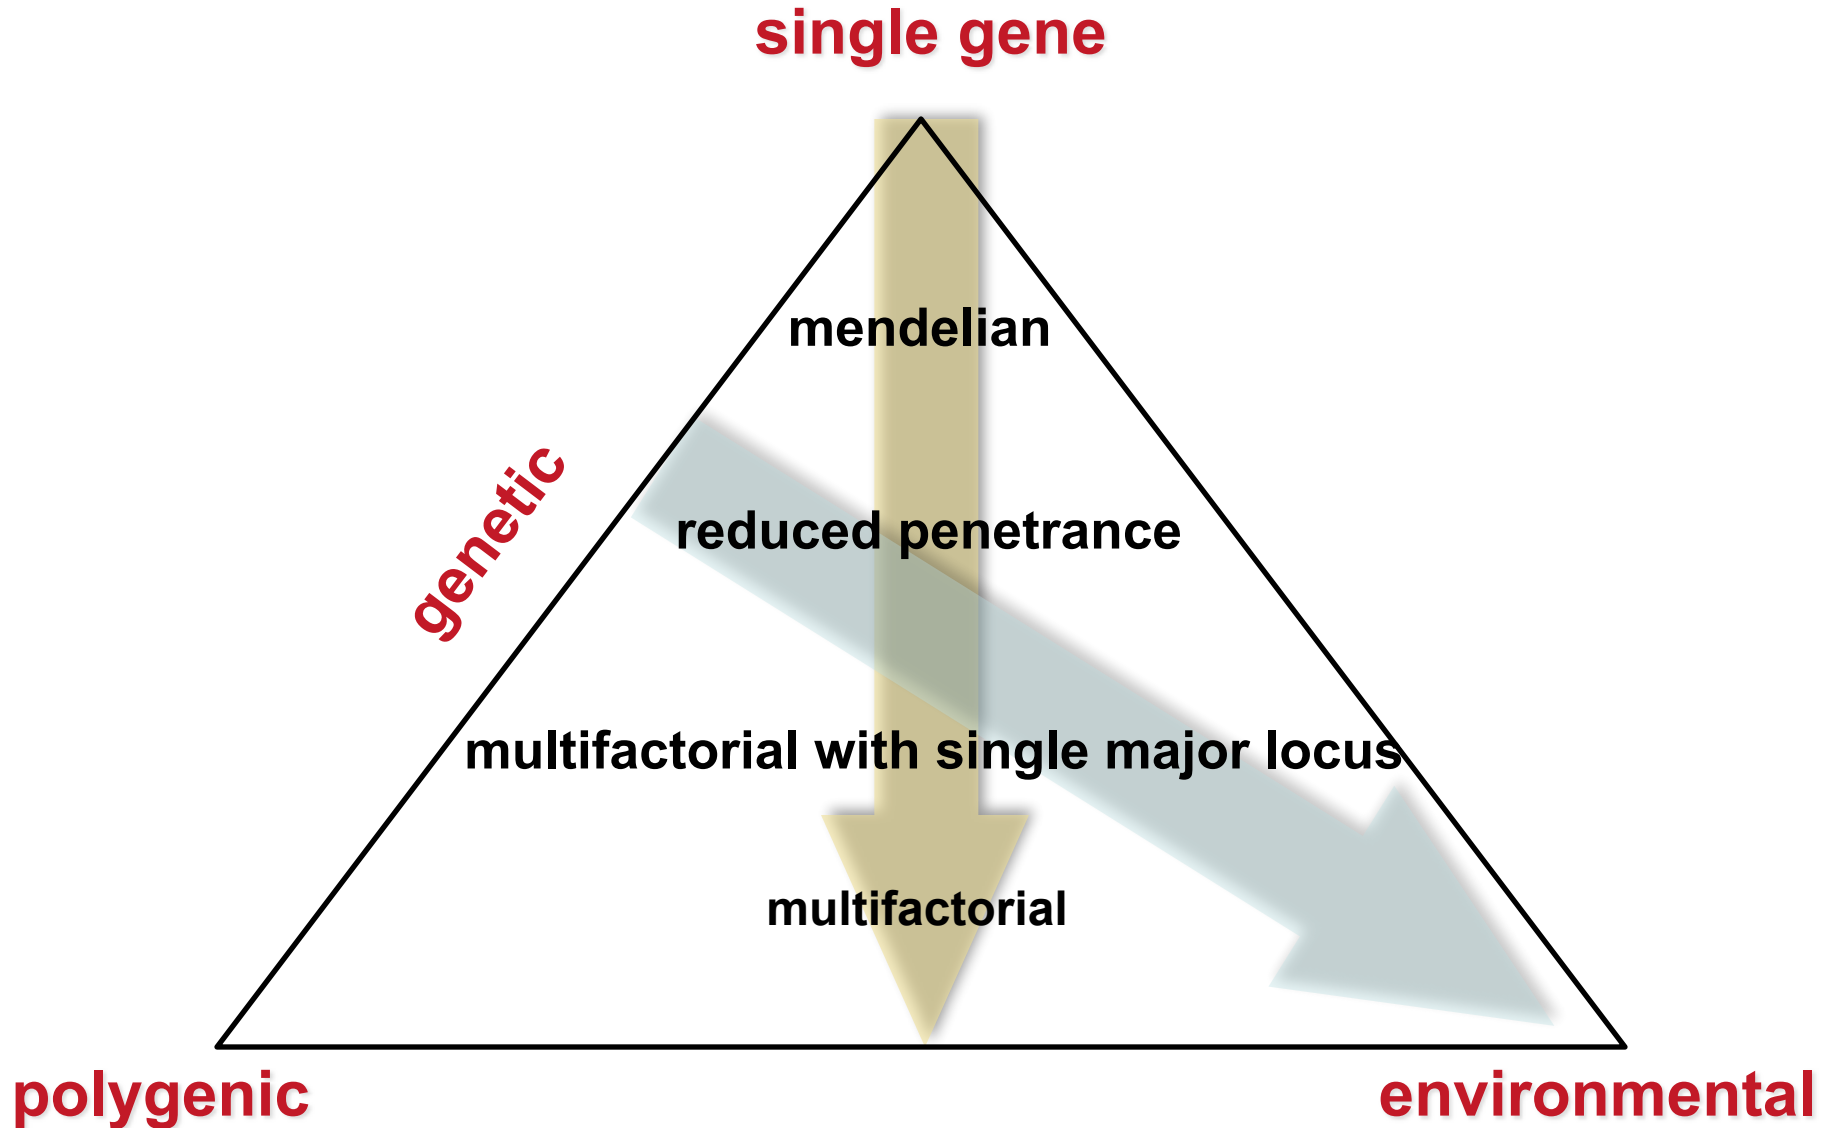 single gene
mendelian
genetic
reduced penetrance
multifactorial with single major locus
multifactorial
polygenic
environmental